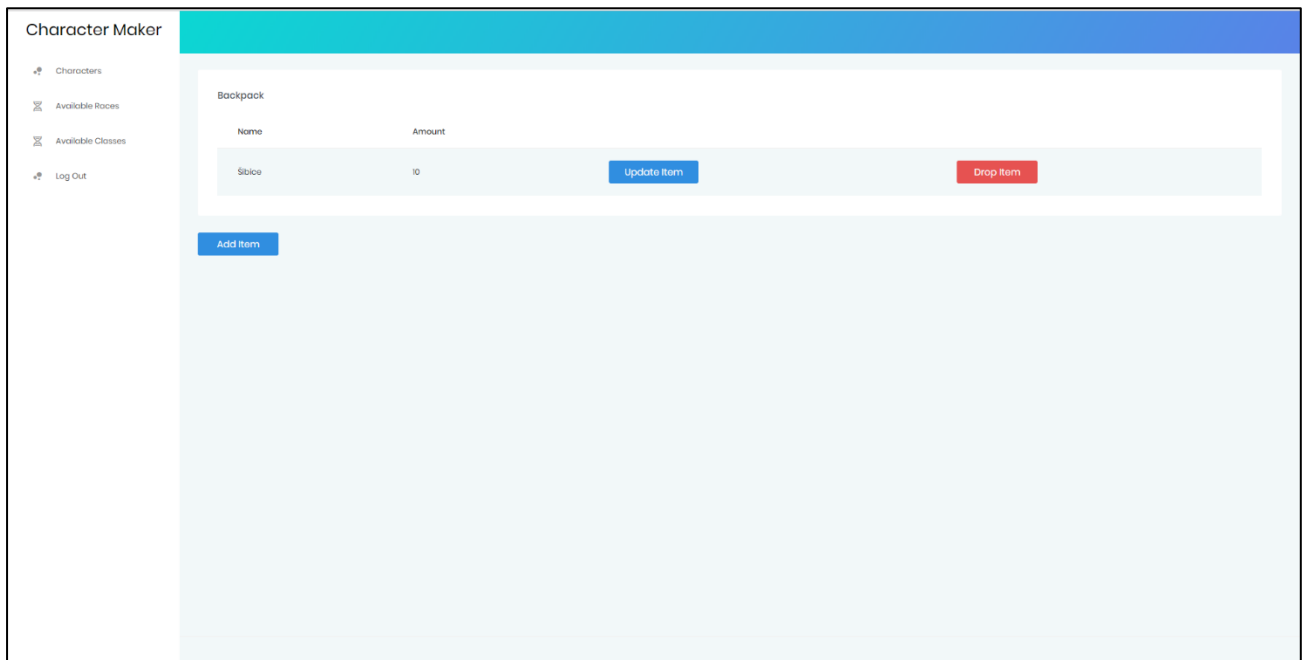 Character Maker
Characters
Available Races
Available Classes
Log Out
Backpack
Name Amount
Šibice 10 Update Item Drop Item
Add Item